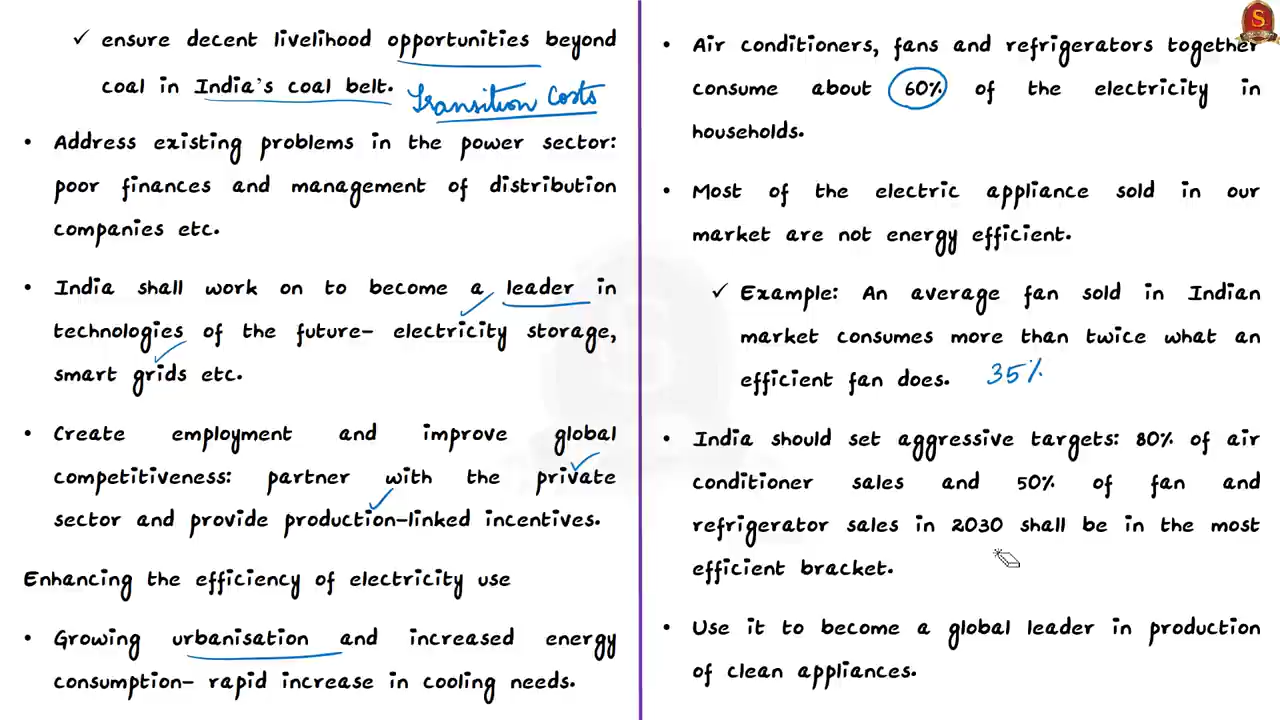 ✓ ensure decent livelihood opportunities beyond
coal in India's coal belt. Transition Costs
• Address existing problems in the power sector:
poor finances and management of distribution
companies etc.
• India shall work on to become a leader in
technologies of the future- electricity storage,
smart grids etc.
• Create employment and improve global
competitiveness: partner with the private
sector and provide production-linked incentives.
Enhancing the efficiency of electricity use
• Growing urbanisation and increased energy
consumption- rapid increase in cooling needs.
• Air conditioners, fans and refrigerators together
consume about 60% of the electricity in
households.
• Most of the electric appliance sold in our
market are not energy efficient.
✓ Example: An average fan sold in Indian
market consumes more than twice what an
efficient fan does. 35%
• India should set aggressive targets: 80% of air
conditioner sales and 50% of fan and
refrigerator sales in 2030 shall be in the most
efficient bracket.
• Use it to become a global leader in production
of clean appliances.